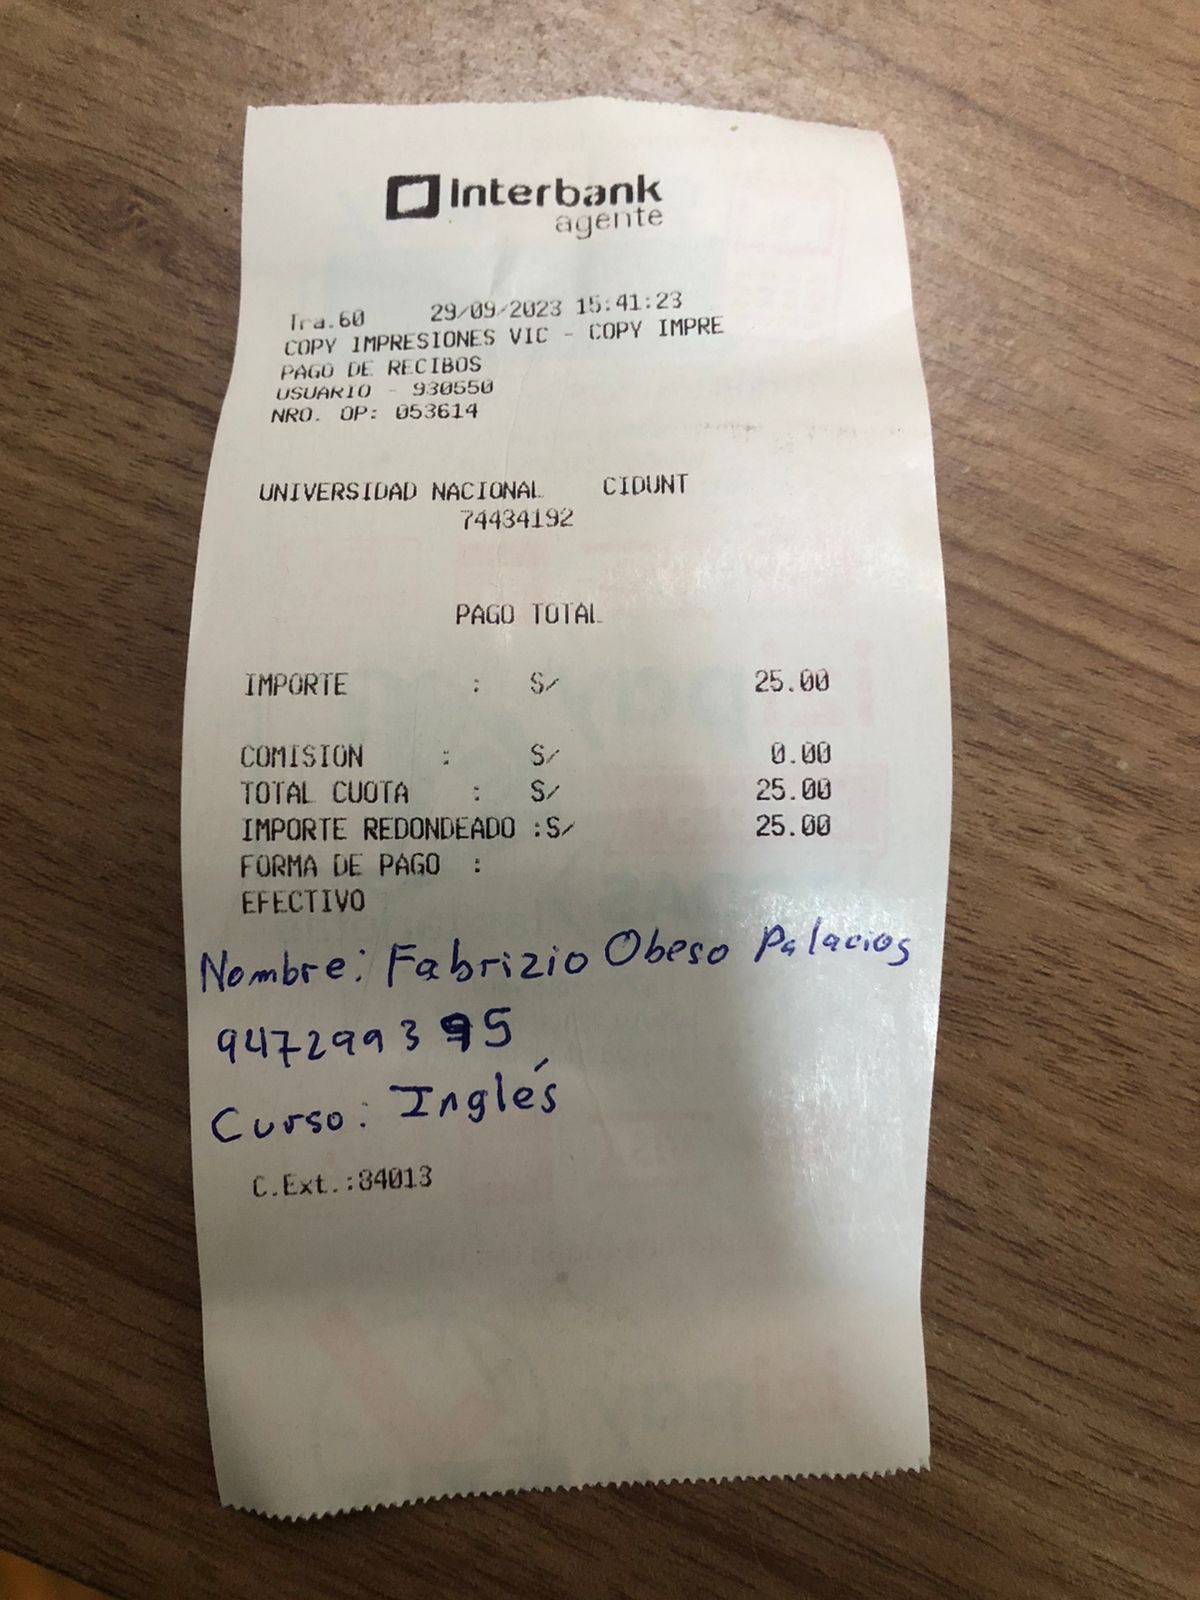 Interbank
agente
Tra.60 29/09/2023 15:41:23
COPY IMPRESIONES VIC - COPY IMPRE
PAGO DE RECIBOS
USUARIO - 930550
NRO. OP: 053614
UNIVERSIDAD NACIONAL CIDUNT
74434192
PAGO TOTAL
IMPORTE : S/ 25.00
COMISION : S/ 0.00
TOTAL CUOTA : S/ 25.00
IMPORTE REDONDEADO :S/ 25.00
FORMA DE PAGO :
EFECTIVO
Nombre: Fabrizio Obeso Palacios
947299395
Curso: Inglés
C.Ext.:84013